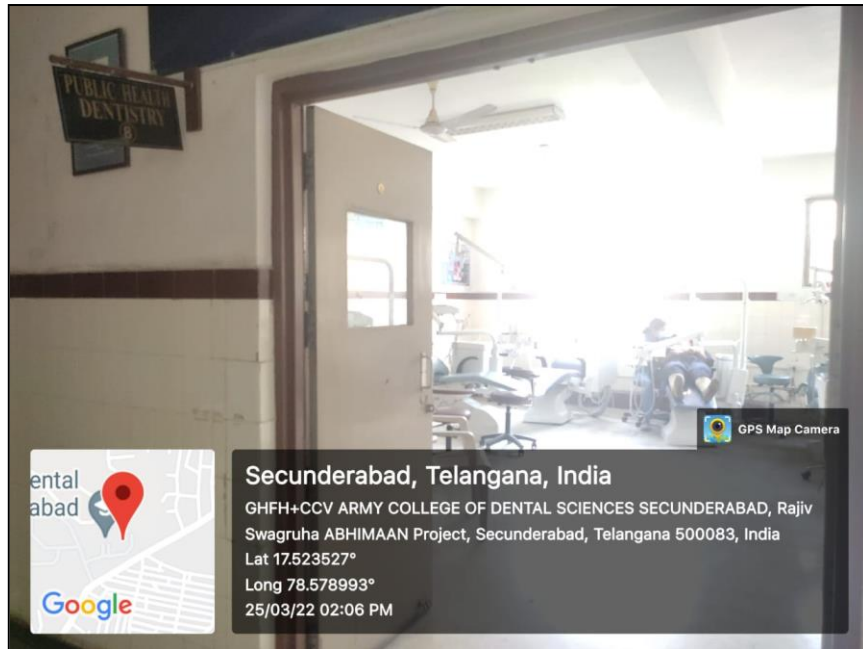 PUBLIC HEALTH
DENTISTRY
8
GPS Map Camera
ental
abad
Google
Secunderabad, Telangana, India
GHFH+CCV ARMY COLLEGE OF DENTAL SCIENCES SECUNDERABAD, Rajiv
Swagruha ABHIMAAN Project, Secunderabad, Telangana 500083, India
Lat 17.523527°
Long 78.578993°
25/03/22 02:06 PM